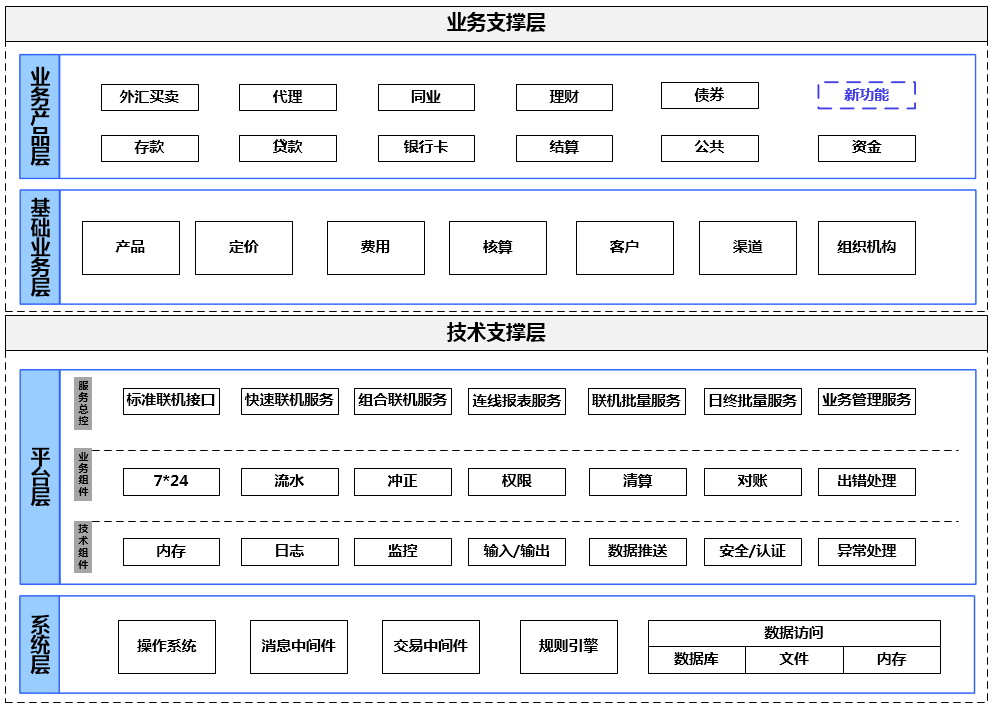 业务支撑层
业务产品层
外汇买卖
代理
同业
理财
债券
新功能
存款
贷款
银行卡
结算
公共
资金
基础业务层
产品
定价
费用
核算
客户
渠道
组织机构
技术支撑层
平台层
服务总控
标准联机接口
快速联机服务
组合联机服务
连线报表服务
联机批量服务
日终批量服务
业务管理服务
业务组件
7*24
流水
冲正
权限
清算
对账
出错处理
技术组件
内存
日志
监控
输入/输出
数据推送
安全/认证
异常处理
系统层
操作系统
消息中间件
交易中间件
规则引擎
数据访问
数据库
文件
内存